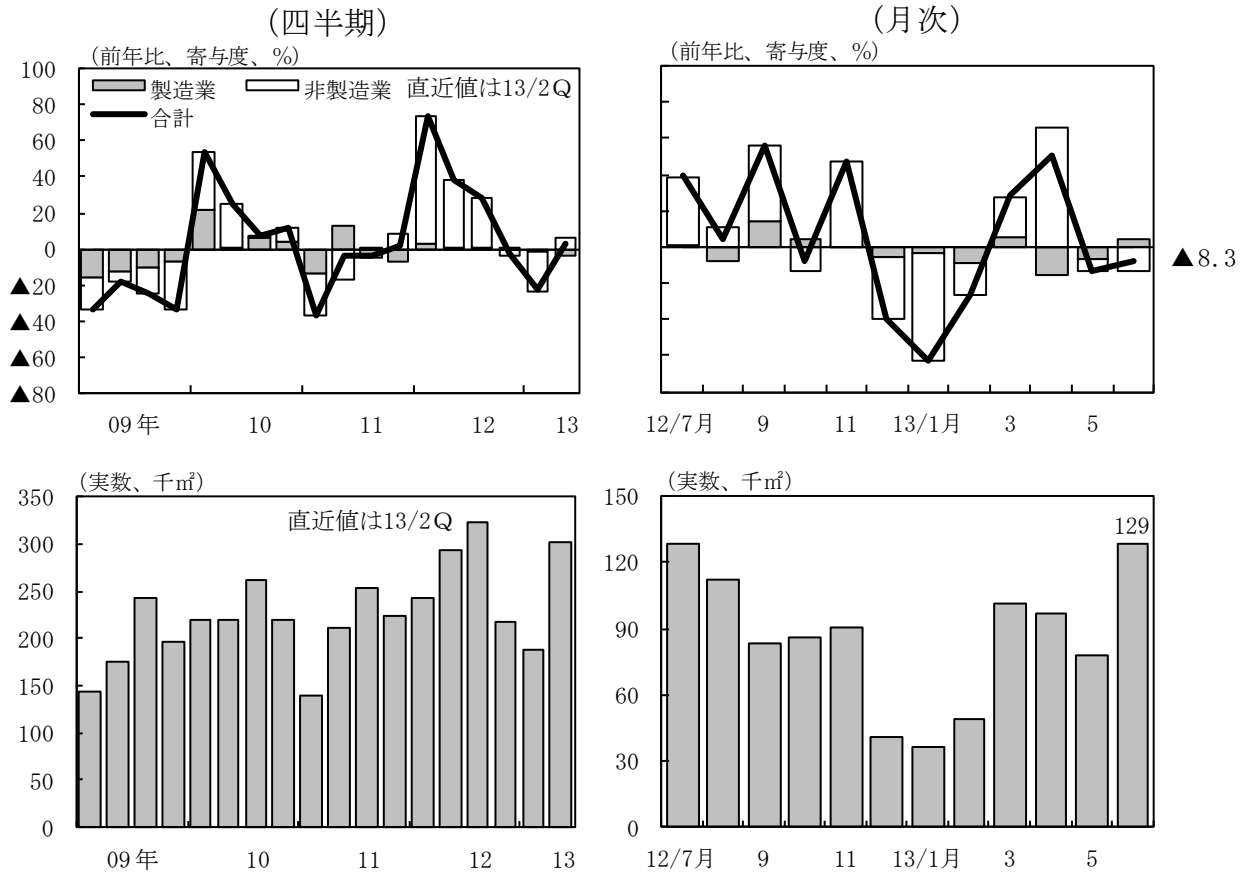 (四半期)
(前年比、寄与度、%)
製造業 非製造業 直近値は13/2Q
合計
100
80
60
40
20
0
▲20
▲40
▲60
▲80
09年 10 11 12 13
(月次)
(前年比、寄与度、%)
▲8.3
12/7月 9 11 13/1月 3 5
(実数、千㎡)
直近値は13/2Q
350
300
250
200
150
100
50
0
09年 10 11 12 13
(実数、千㎡)
150
129
120
90
60
30
0
12/7月 9 11 13/1月 3 5